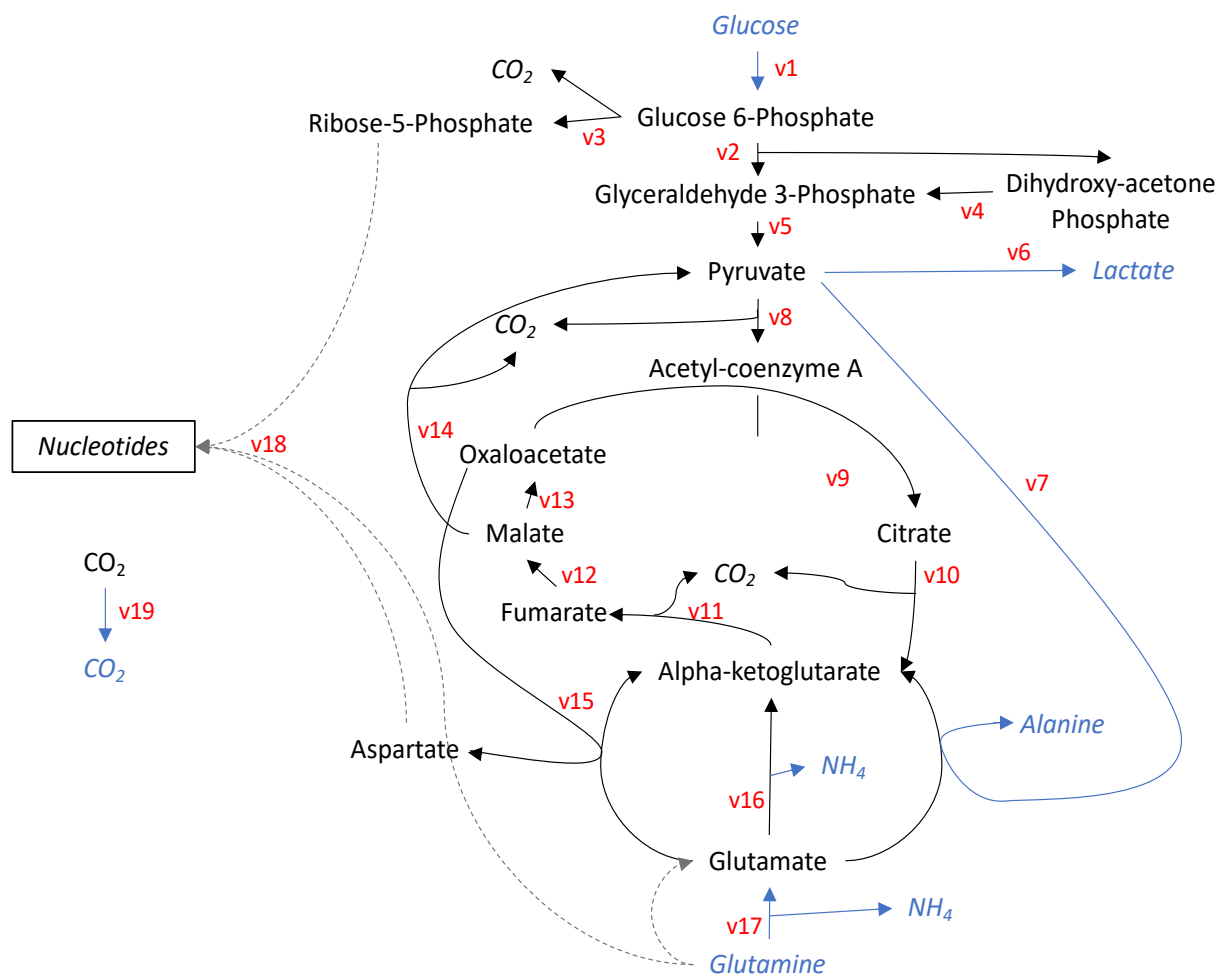 Glucose
v1
CO2
Ribose-5-Phosphate
v3
Glucose 6-Phosphate
v2
Glyceraldehyde 3-Phosphate
v4
Dihydroxy-acetone
Phosphate
v5
v6
Pyruvate
Lactate
CO2
v8
Acetyl-coenzyme A
v14
Nucleotides
v18
Oxaloacetate
v9
v7
v13
Malate
Citrate
CO2
v12
CO2
v10
v19
Fumarate
v11
CO2
Alpha-ketoglutarate
v15
Aspartate
Alanine
NH4
v16
Glutamate
NH4
v17
Glutamine